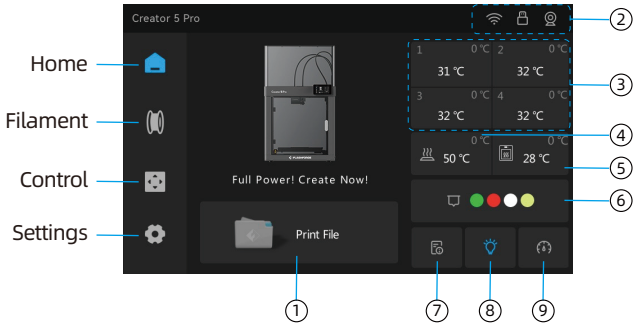 Creator 5 Pro
②
Home
1 0 ℃ 2 0 ℃
31 ℃ 32 ℃
③
3 0 ℃ 4 0 ℃
32 ℃ 32 ℃
Filament
④
0 ℃ 0 ℃
50 ℃ 28 ℃
⑤
Control
Full Power! Create Now!
⑥
Settings
Print File
① ⑦ ⑧ ⑨